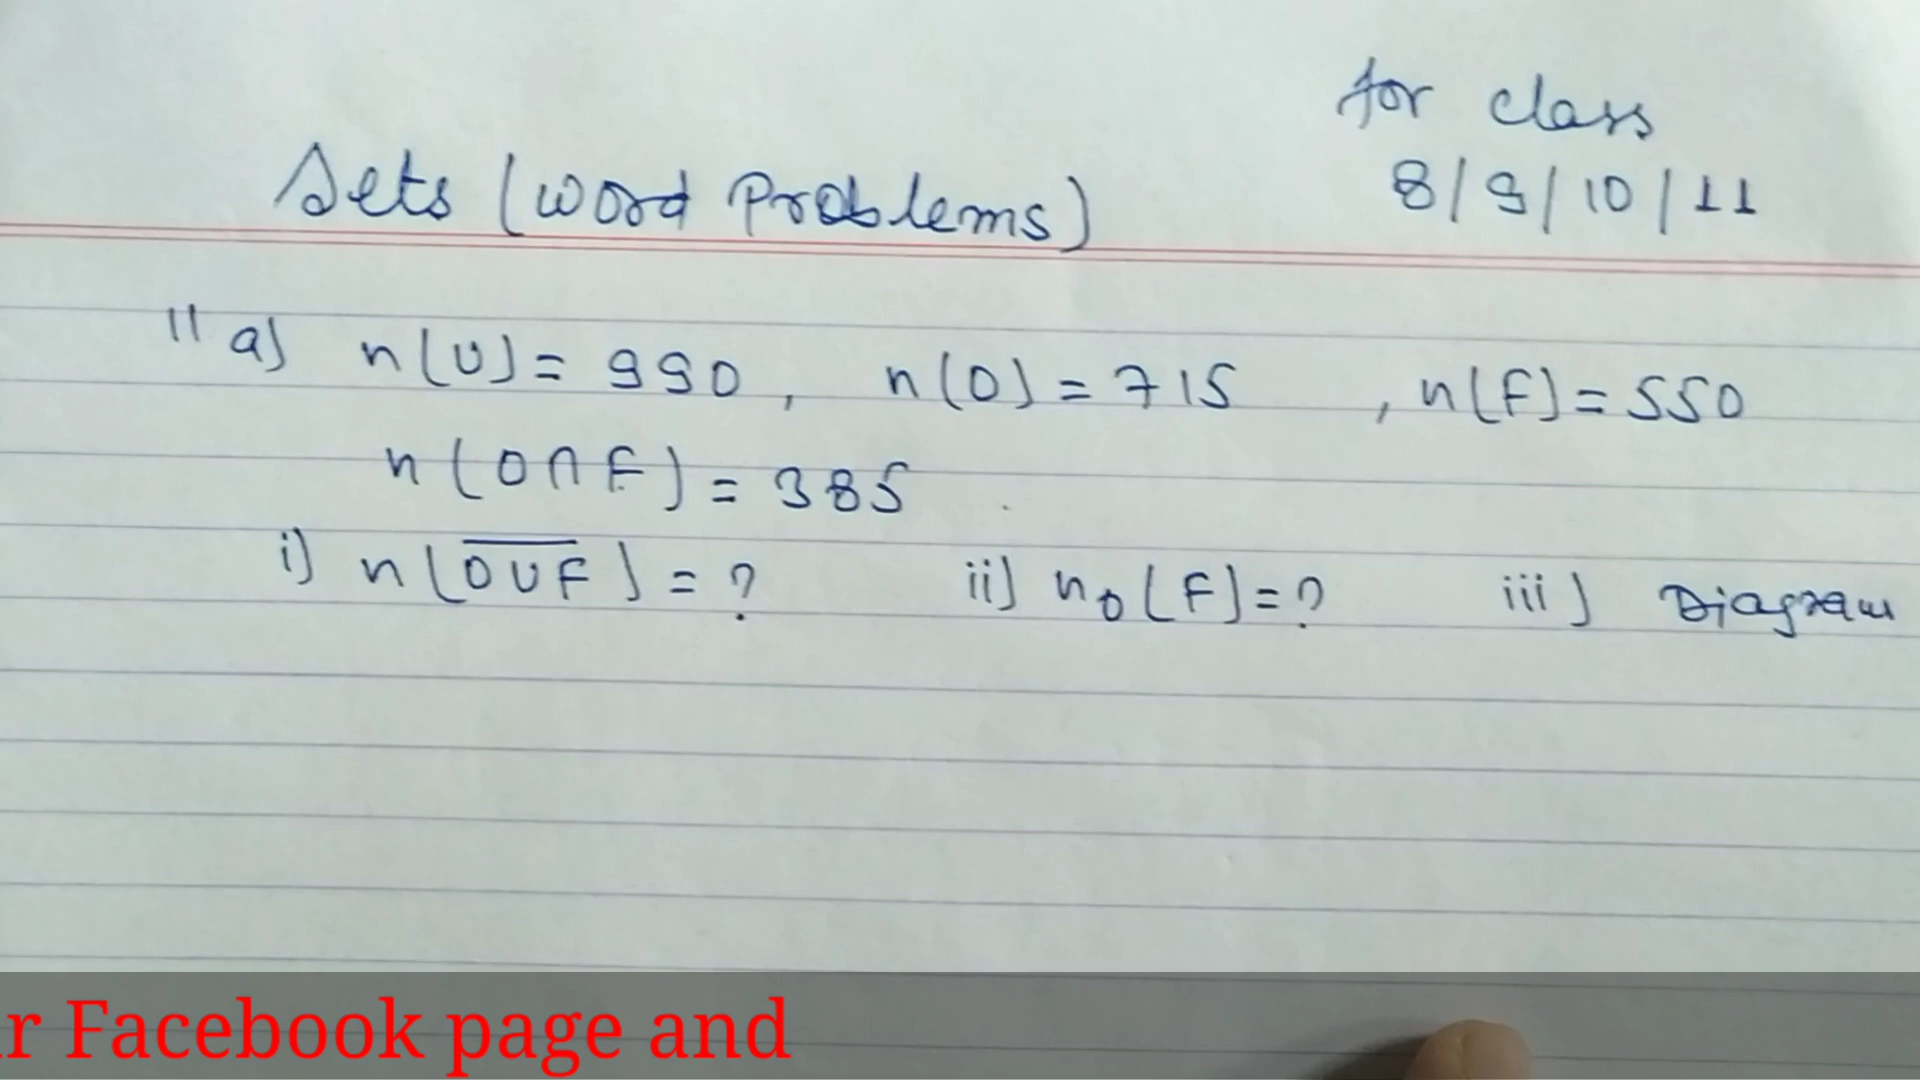 for class
8/9/10/11
Sets (Word Problems)
11 a) n(U) = 990, n(O) = 715, n(F) = 550
n(O∩F) = 385
i) n(\overline{O∪F}) = ? ii) n₀(F) = ? iii) Diagram
r Facebook page and